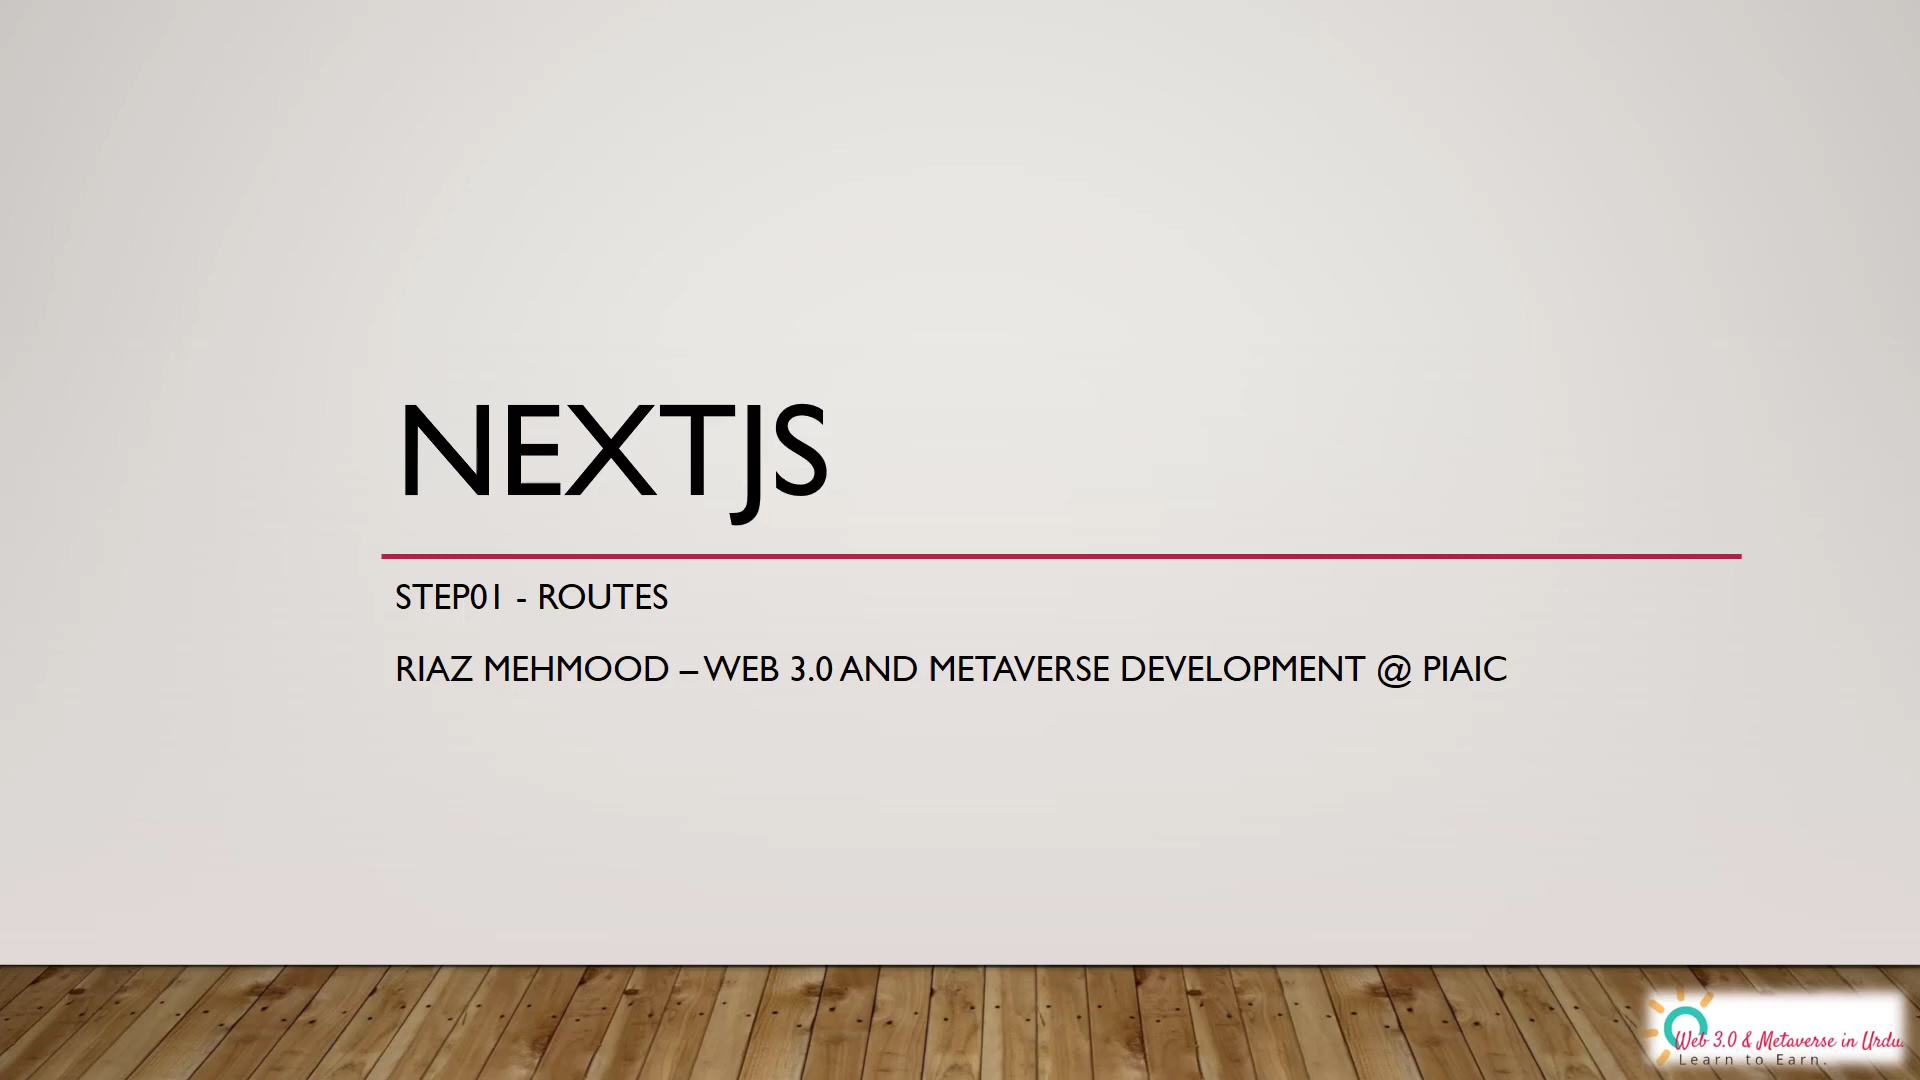 NEXTJS
STEP01 - ROUTES
RIAZ MEHMOOD – WEB 3.0 AND METAVERSE DEVELOPMENT @ PIAIC
Web 3.0 & Metaverse in Urdu.
Learn to Earn.